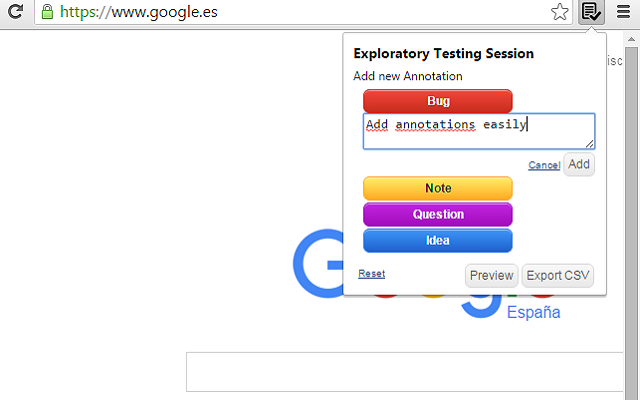 https://www.google.es
Exploratory Testing Session
Add new Annotation
Bug
Add annotations easily
Cancel
Add
Note
Question
Idea
Reset
Preview
Export CSV
España